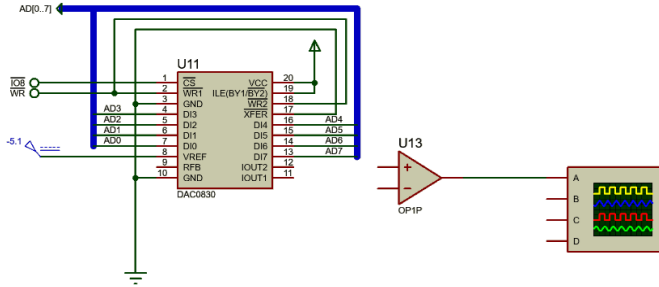 AD[0..7]
U11
IO8
WR
1 CS VCC 20
2 WR1 ILE(BY1/BY2) 19
3 GND WR2 18
AD3 4 DI3 XFER 17
AD2 5 DI2 DI4 16 AD4
AD1 6 DI1 DI5 15 AD5
AD0 7 DI0 DI6 14 AD6
-5.1 8 VREF DI7 13 AD7
9 RFB IOUT2 12
10 GND IOUT1 11
DAC0830
U13
OP1P
A
B
C
D